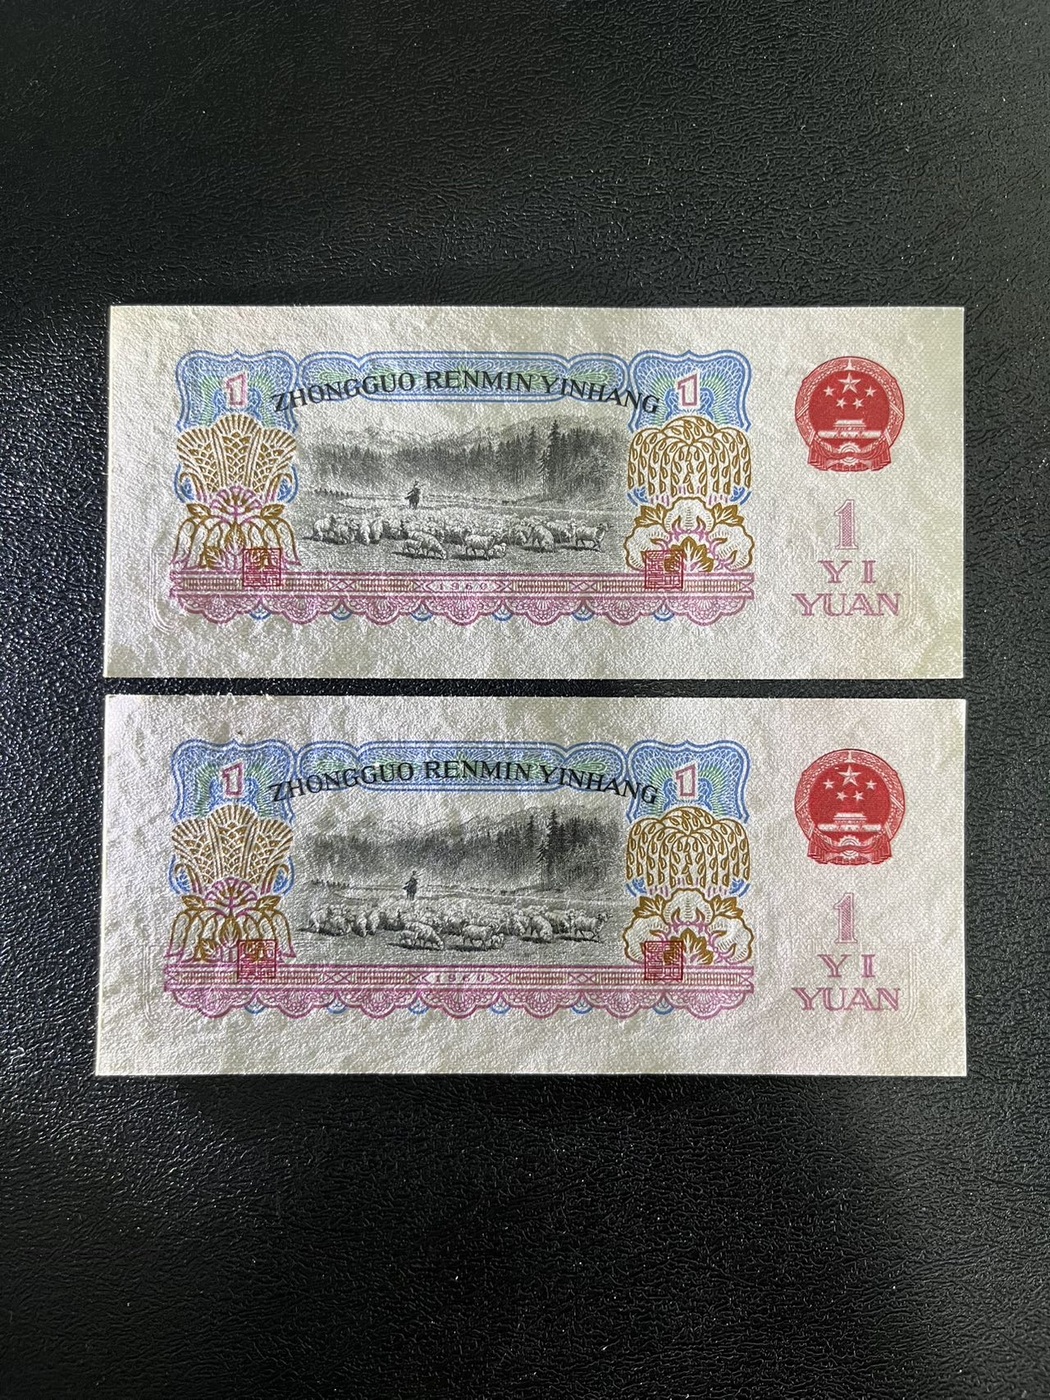 1 ZHONGGUO RENMIN YINHANG 1
1
YI
YUAN
1960
1 ZHONGGUO RENMIN YINHANG 1
1
YI
YUAN
1960